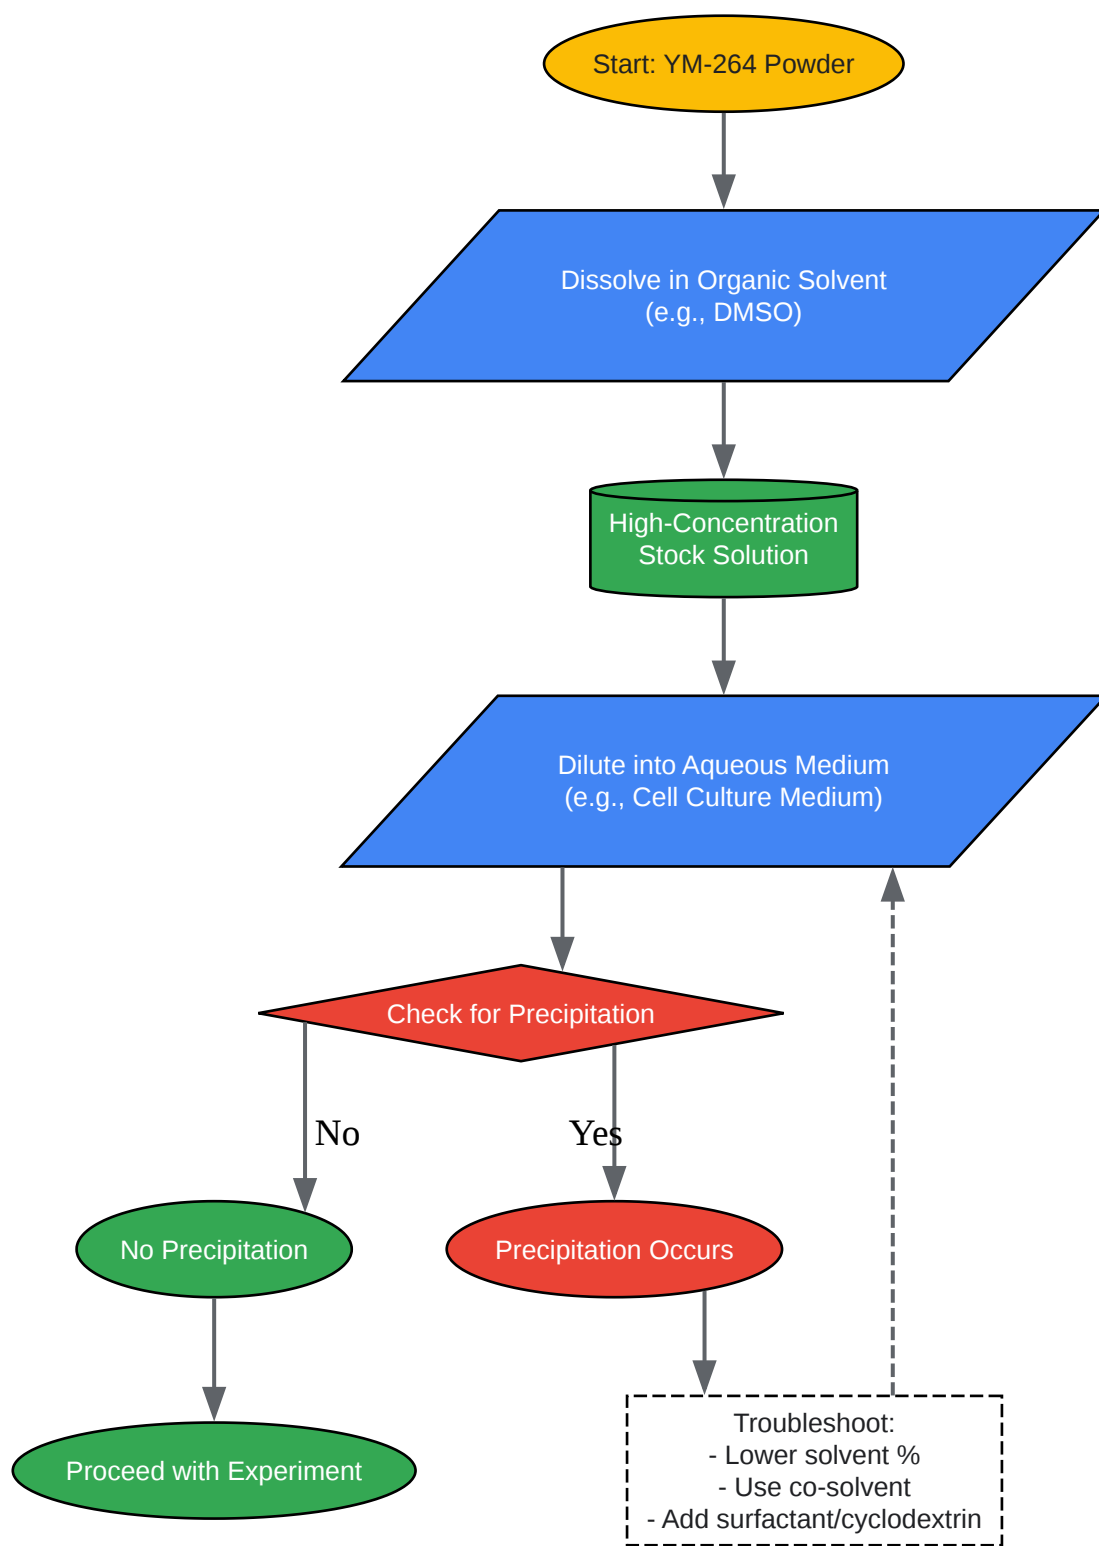 Start: YM-264 Powder
Dissolve in Organic Solvent
(e.g., DMSO)
High-Concentration
Stock Solution
Dilute into Aqueous Medium
(e.g., Cell Culture Medium)
Check for Precipitation
No
Yes
No Precipitation
Precipitation Occurs
Proceed with Experiment
Troubleshoot:
- Lower solvent %
- Use co-solvent
- Add surfactant/cyclodextrin